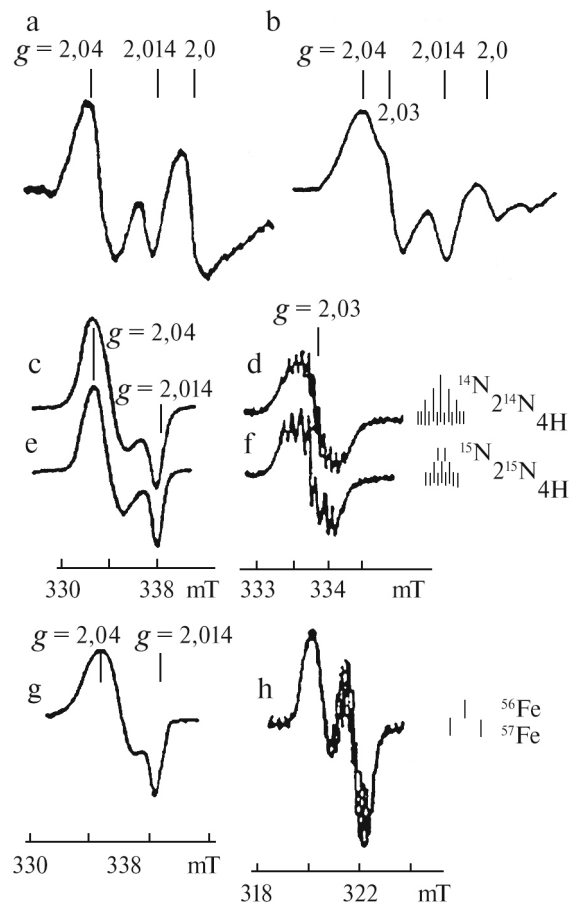 a
g = 2,04 2,014 2,0
b
g = 2,04 2,014 2,0
2,03
c
g = 2,04
g = 2,014
e
d
g = 2,03
f
14N 214N 4H
15N 215N 4H
330 338 mT
333 334 mT
g
g = 2,04 g = 2,014
h
56Fe
57Fe
330 338 mT
318 322 mT